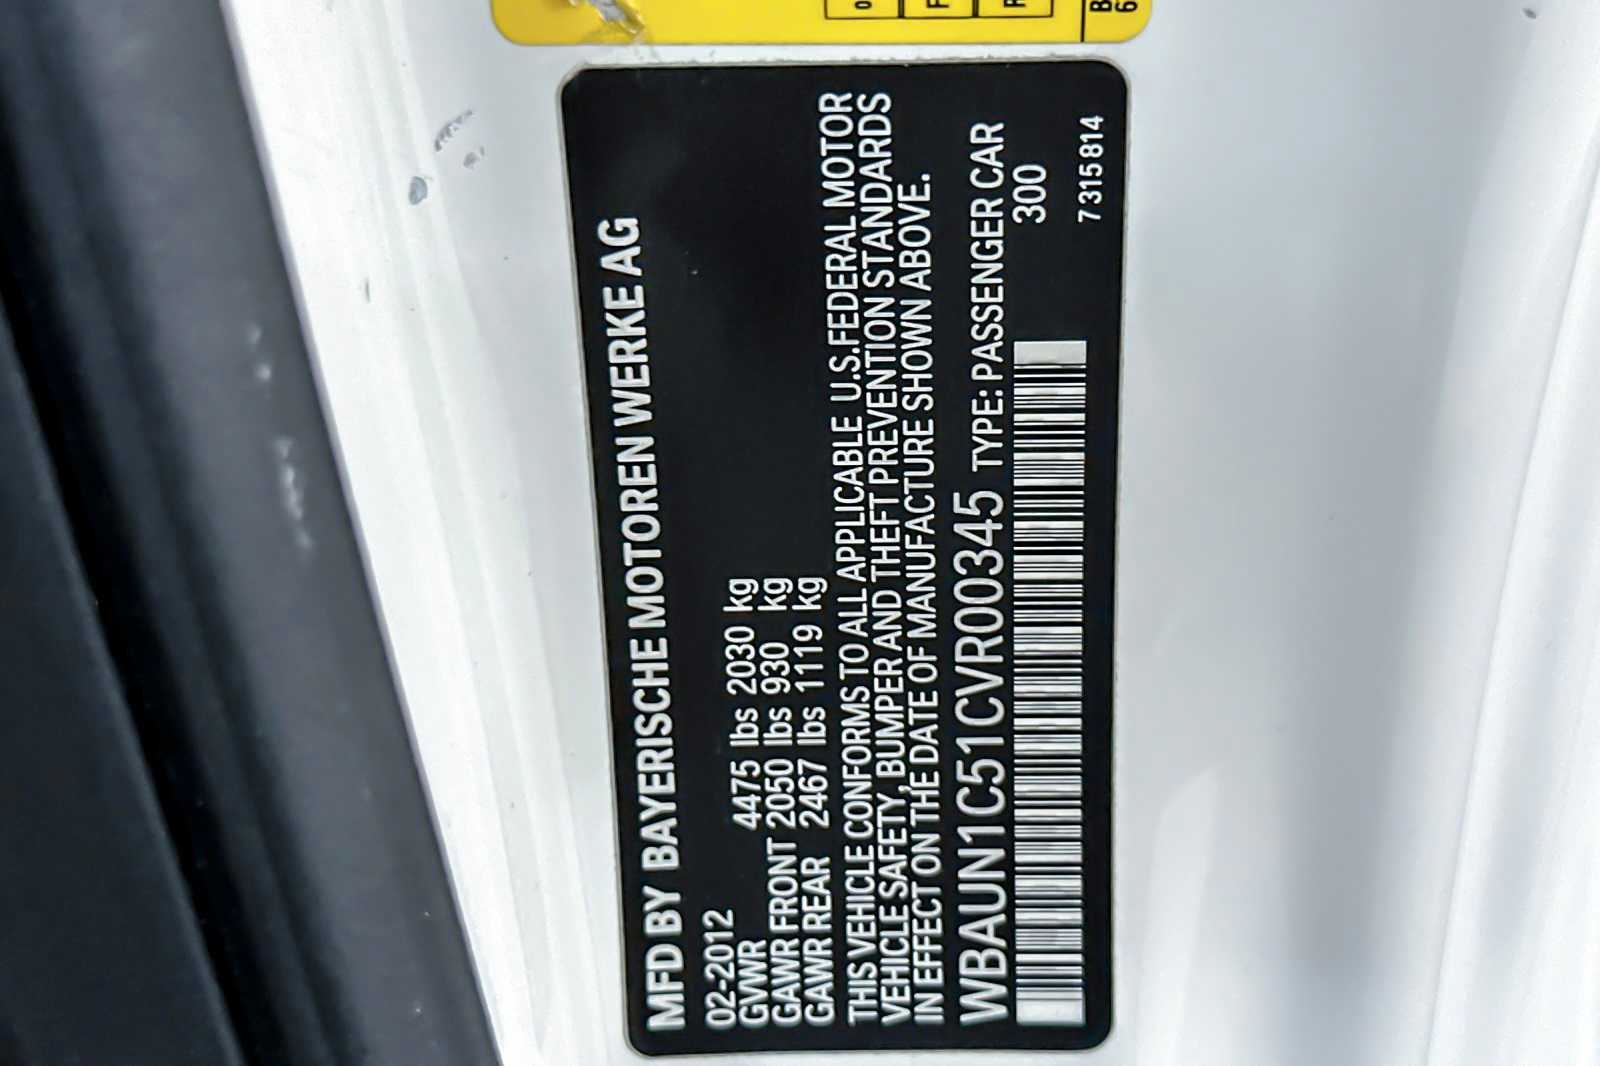 MFD BY BAYERISCHE MOTOREN WERKE AG
02-2012
GVWR 4475 lbs 2030 kg
GAWR FRONT 2050 lbs 930 kg
GAWR REAR 2467 lbs 1119 kg
THIS VEHICLE CONFORMS TO ALL APPLICABLE U.S. FEDERAL MOTOR
VEHICLE SAFETY, BUMPER AND THEFT PREVENTION STANDARDS
IN EFFECT ON THE DATE OF MANUFACTURE SHOWN ABOVE.
WBAUN1C51CVR00345 TYPE: PASSENGER CAR
300
7315814